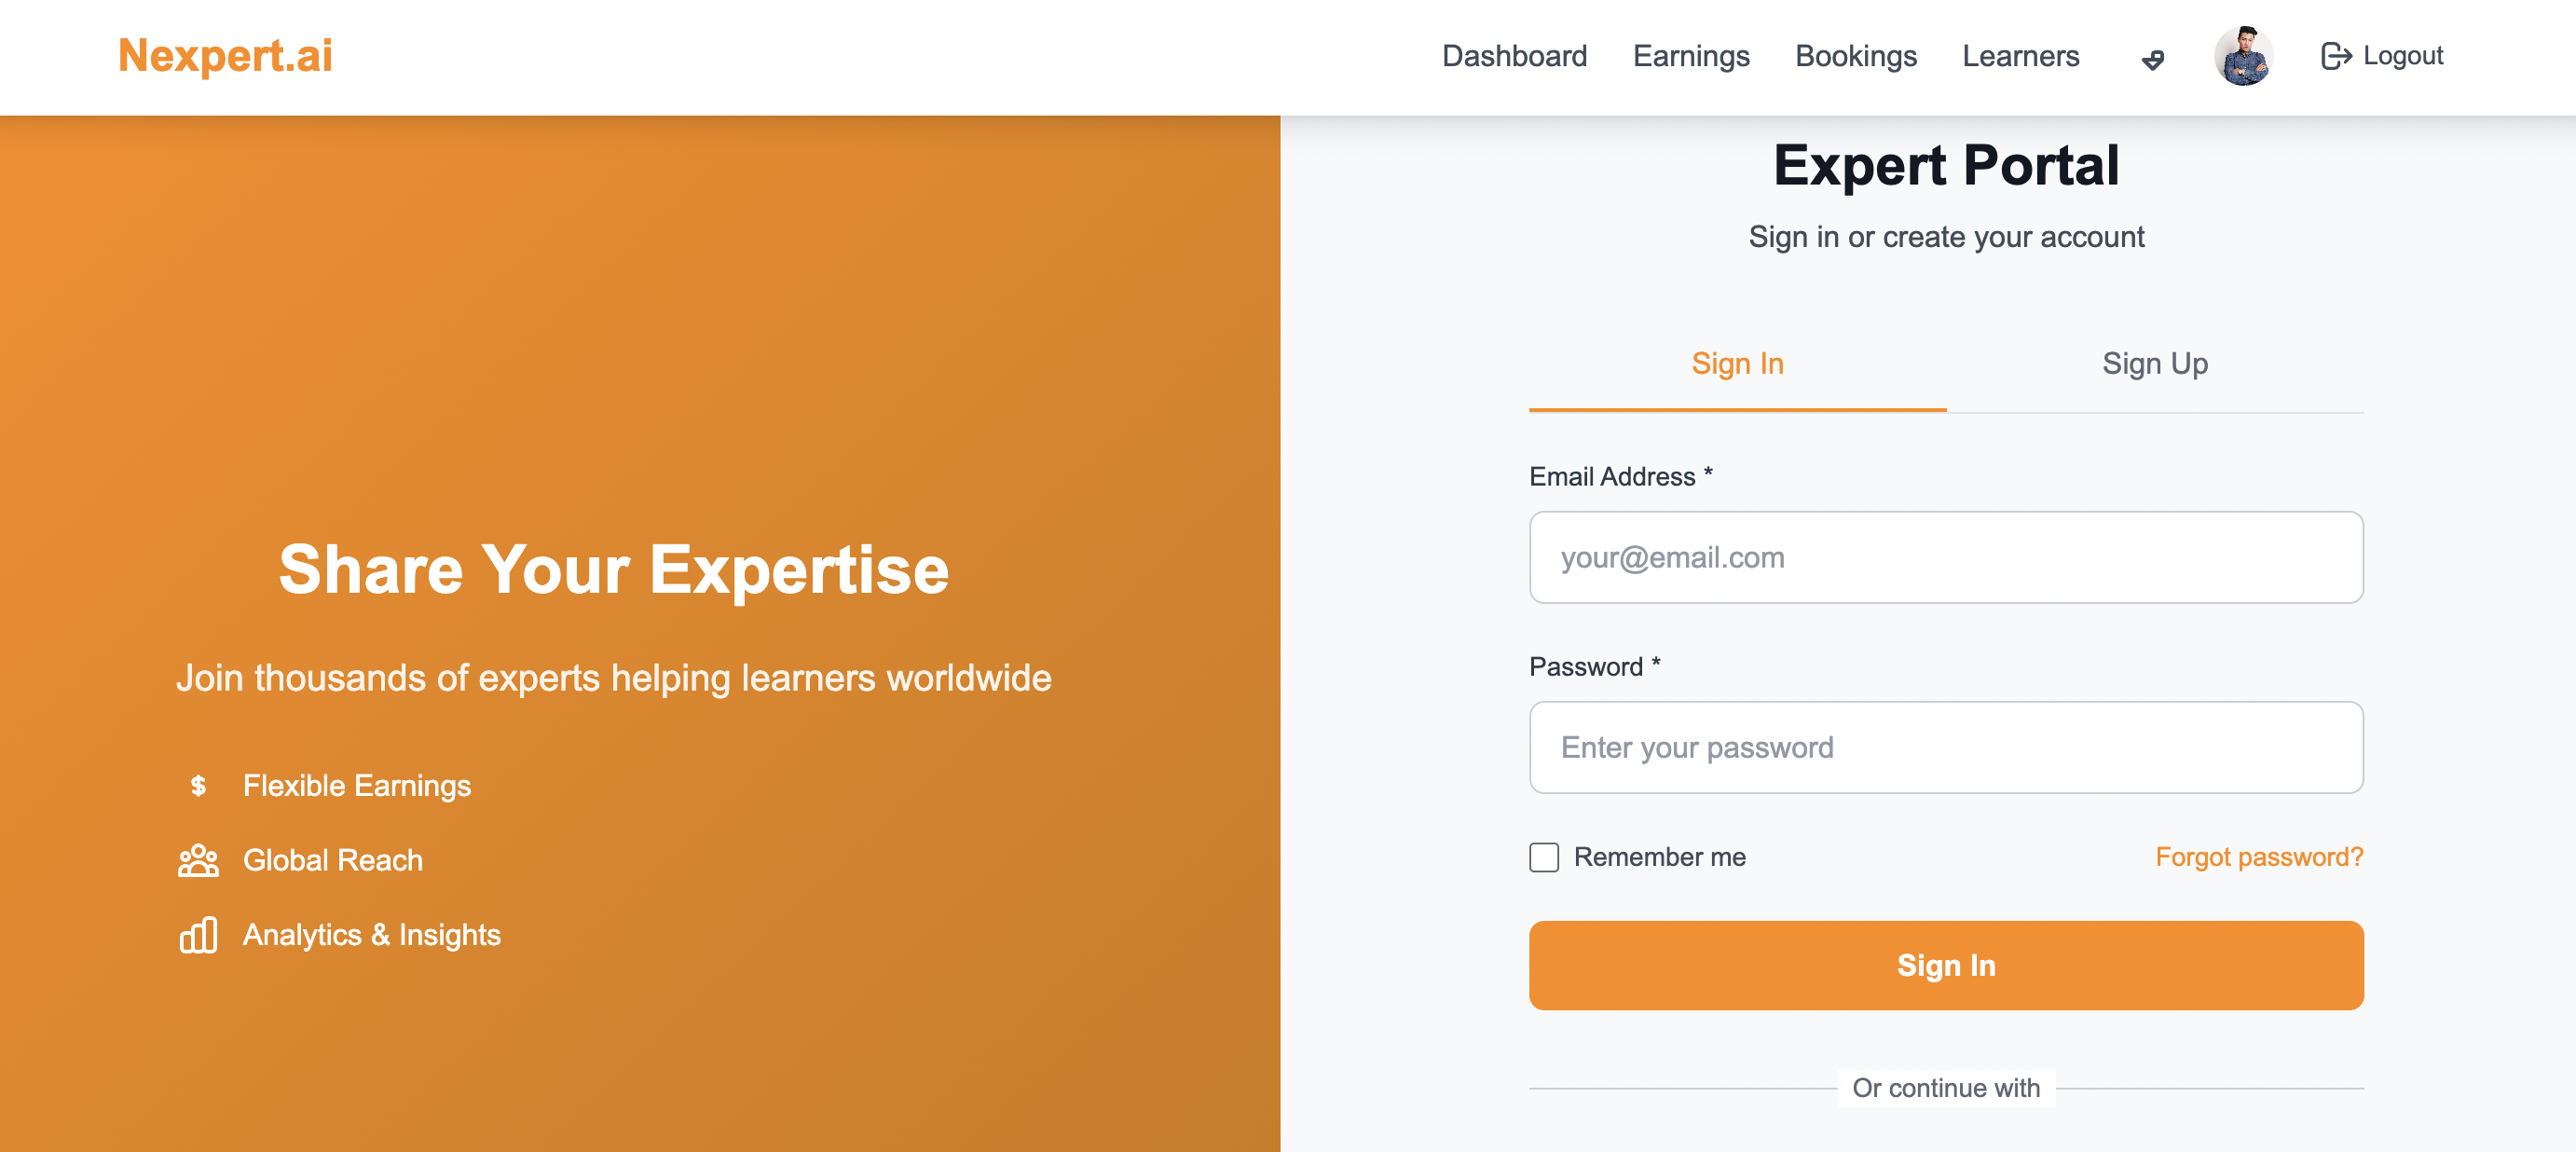 Nexpert.ai
Dashboard Earnings Bookings Learners Logout
Share Your Expertise
Join thousands of experts helping learners worldwide
$ Flexible Earnings
Global Reach
Analytics & Insights
Expert Portal
Sign in or create your account
Sign In Sign Up
Email Address *
your@email.com
Password *
Enter your password
Remember me Forgot password?
Sign In
Or continue with